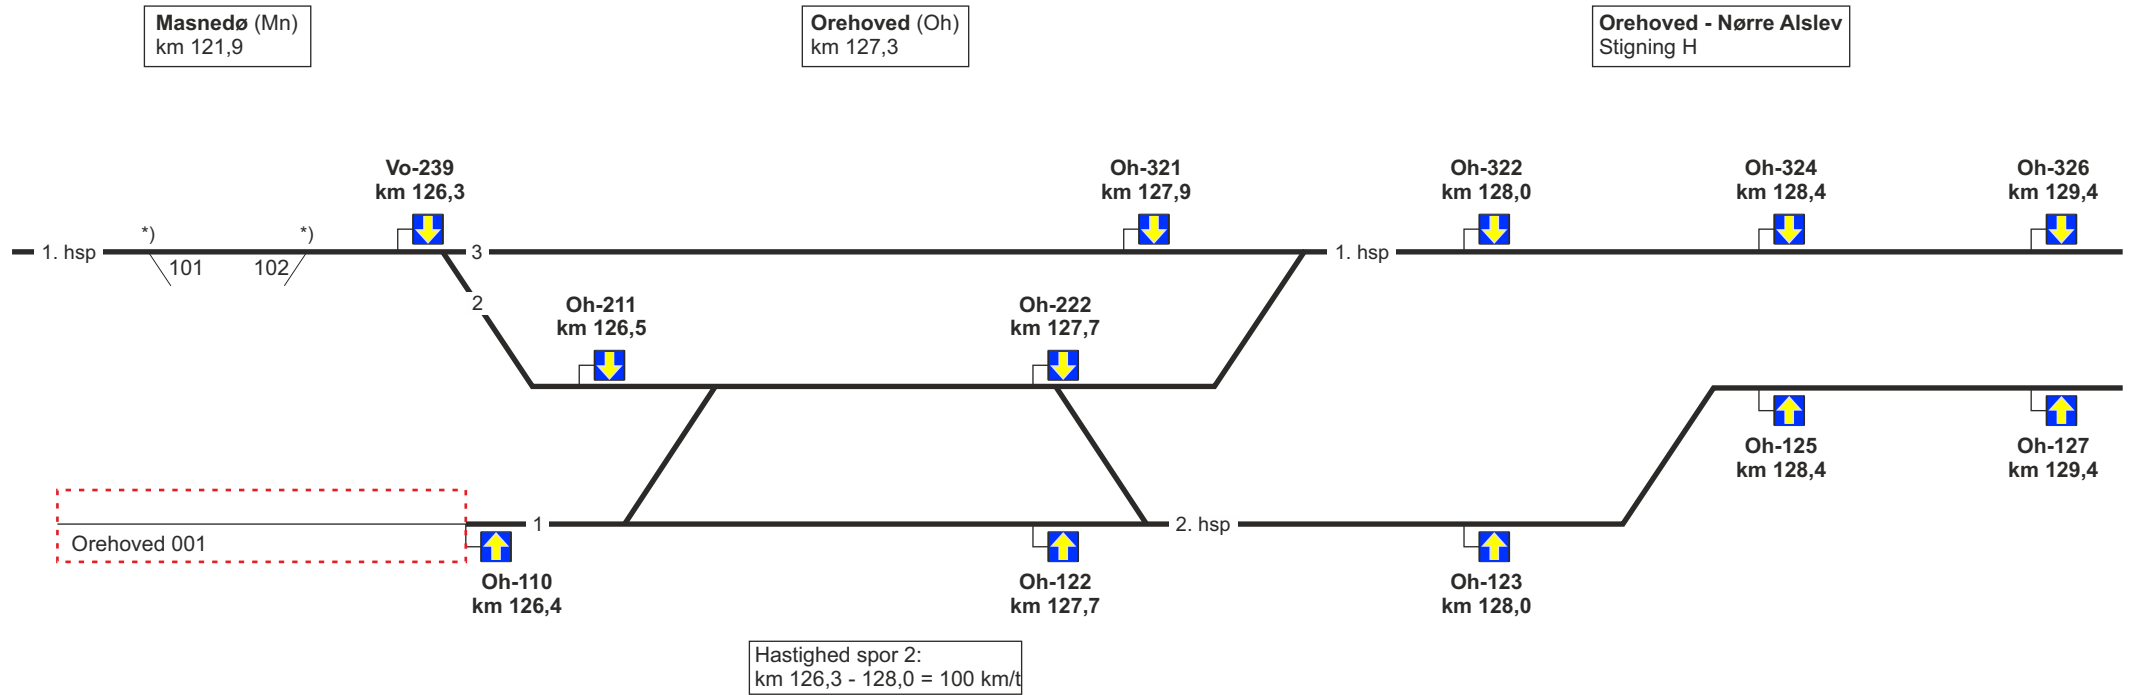 Masnedø (Mn)
km 121,9
Orehoved (Oh)
km 127,3
Orehoved - Nørre Alslev
Stigning H
Vo-239
km 126,3
Oh-321
km 127,9
Oh-322
km 128,0
Oh-324
km 128,4
Oh-326
km 129,4
*)
*)
1. hsp
3
1. hsp
101
102
2
Oh-211
km 126,5
Oh-222
km 127,7
Oh-125
km 128,4
Oh-127
km 129,4
1
2. hsp
Orehoved 001
Oh-110
km 126,4
Oh-122
km 127,7
Oh-123
km 128,0
Hastighed spor 2:
km 126,3 - 128,0 = 100 km/t